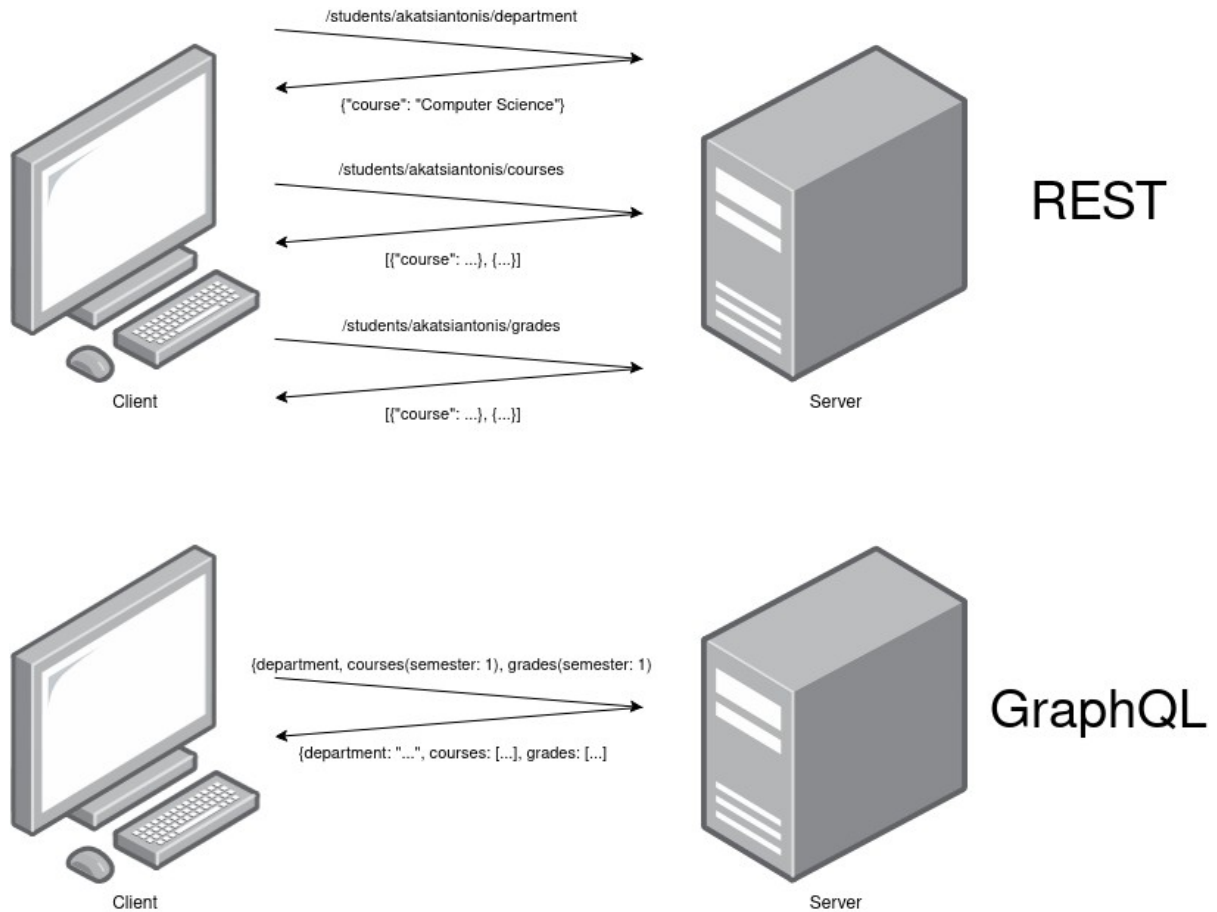 /students/akatsiantonis/department
{"course": "Computer Science"}
/students/akatsiantonis/courses
[{"course": ...}, {...}]
/students/akatsiantonis/grades
[{"course": ...}, {...}]
Client
Server
REST
{department, courses(semester: 1), grades(semester: 1)
{department: "...", courses: [...], grades: [...]
Client
Server
GraphQL